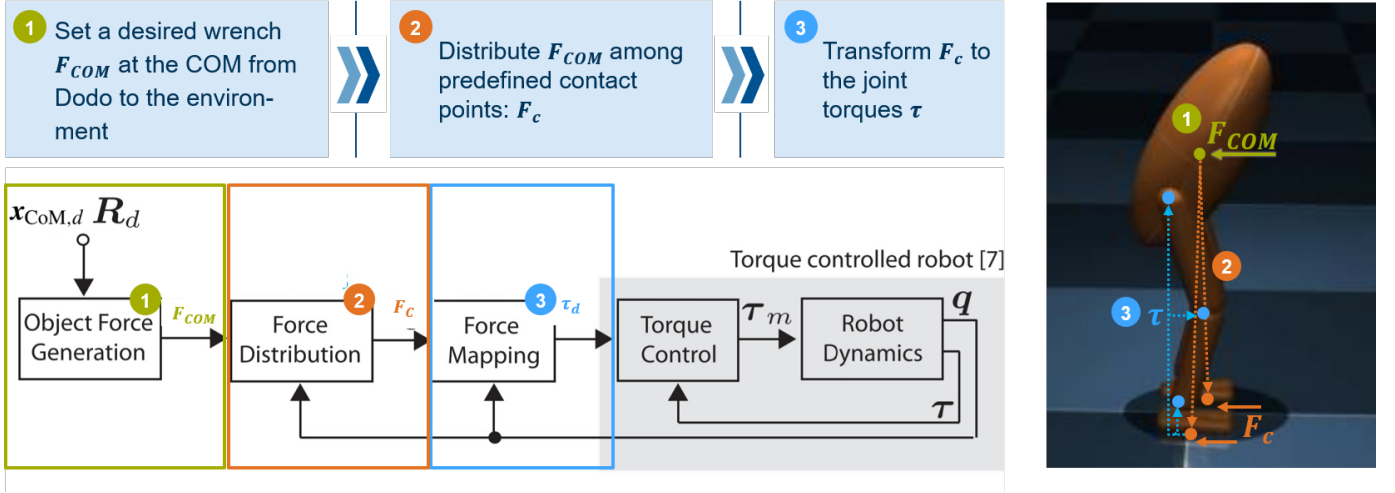 1
Set a desired wrench
F_COM at the COM from
Dodo to the environ-
ment
2
Distribute F_COM among
predefined contact
points: F_c
3
Transform F_c to
the joint
torques τ
x_CoM,d R_d
1
Object Force
Generation
F_COM
2
Force
Distribution
F_C
3
Force
Mapping
τ_d
Torque controlled robot [7]
Torque
Control
τ_m
Robot
Dynamics
q
τ
1
F_COM
2
3 τ
F_c